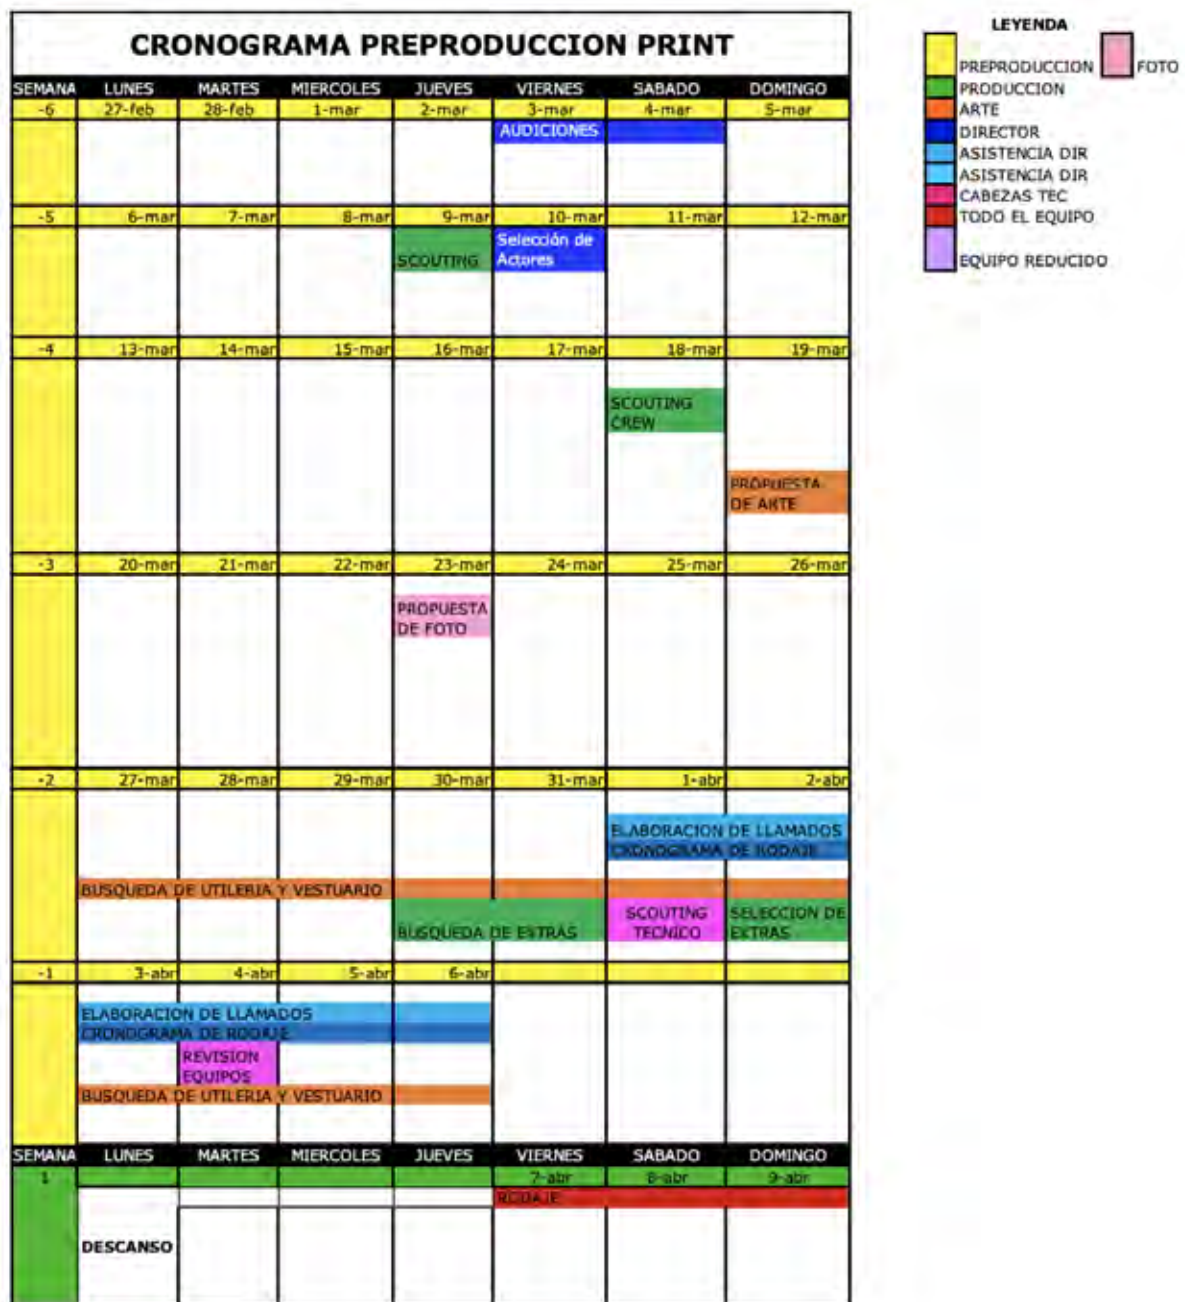 CRONOGRAMA PREPRODUCCION PRINT
SEMANA LUNES MARTES MIERCOLES JUEVES VIERNES SABADO DOMINGO
-6 27-feb 28-feb 1-mar 2-mar 3-mar 4-mar 5-mar
AUDICIONES
-5 6-mar 7-mar 8-mar 9-mar 10-mar 11-mar 12-mar
SCOUTING
Selección de
Actores
-4 13-mar 14-mar 15-mar 16-mar 17-mar 18-mar 19-mar
SCOUTING
CREW
PROPUESTA
DE ARTE
-3 20-mar 21-mar 22-mar 23-mar 24-mar 25-mar 26-mar
PROPUESTA
DE FOTO
-2 27-mar 28-mar 29-mar 30-mar 31-mar 1-abr 2-abr
ELABORACION DE LLAMADOS
CRONOGRAMA DE RODAJE
BUSQUEDA DE UTILERIA Y VESTUARIO
BUSQUEDA DE EXTRAS
SCOUTING
TECNICO
SELECCION DE
EXTRAS
-1 3-abr 4-abr 5-abr 6-abr
ELABORACION DE LLAMADOS
CRONOGRAMA DE RODAJE
REVISION
EQUIPOS
BUSQUEDA DE UTILERIA Y VESTUARIO
SEMANA LUNES MARTES MIERCOLES JUEVES VIERNES SABADO DOMINGO
1 7-abr 8-abr 9-abr
RODAJE
DESCANSO
LEYENDA
PREPRODUCCION FOTO
PRODUCCION
ARTE
DIRECTOR
ASISTENCIA DIR
ASISTENCIA DIR
CABEZAS TEC
TODO EL EQUIPO
EQUIPO REDUCIDO